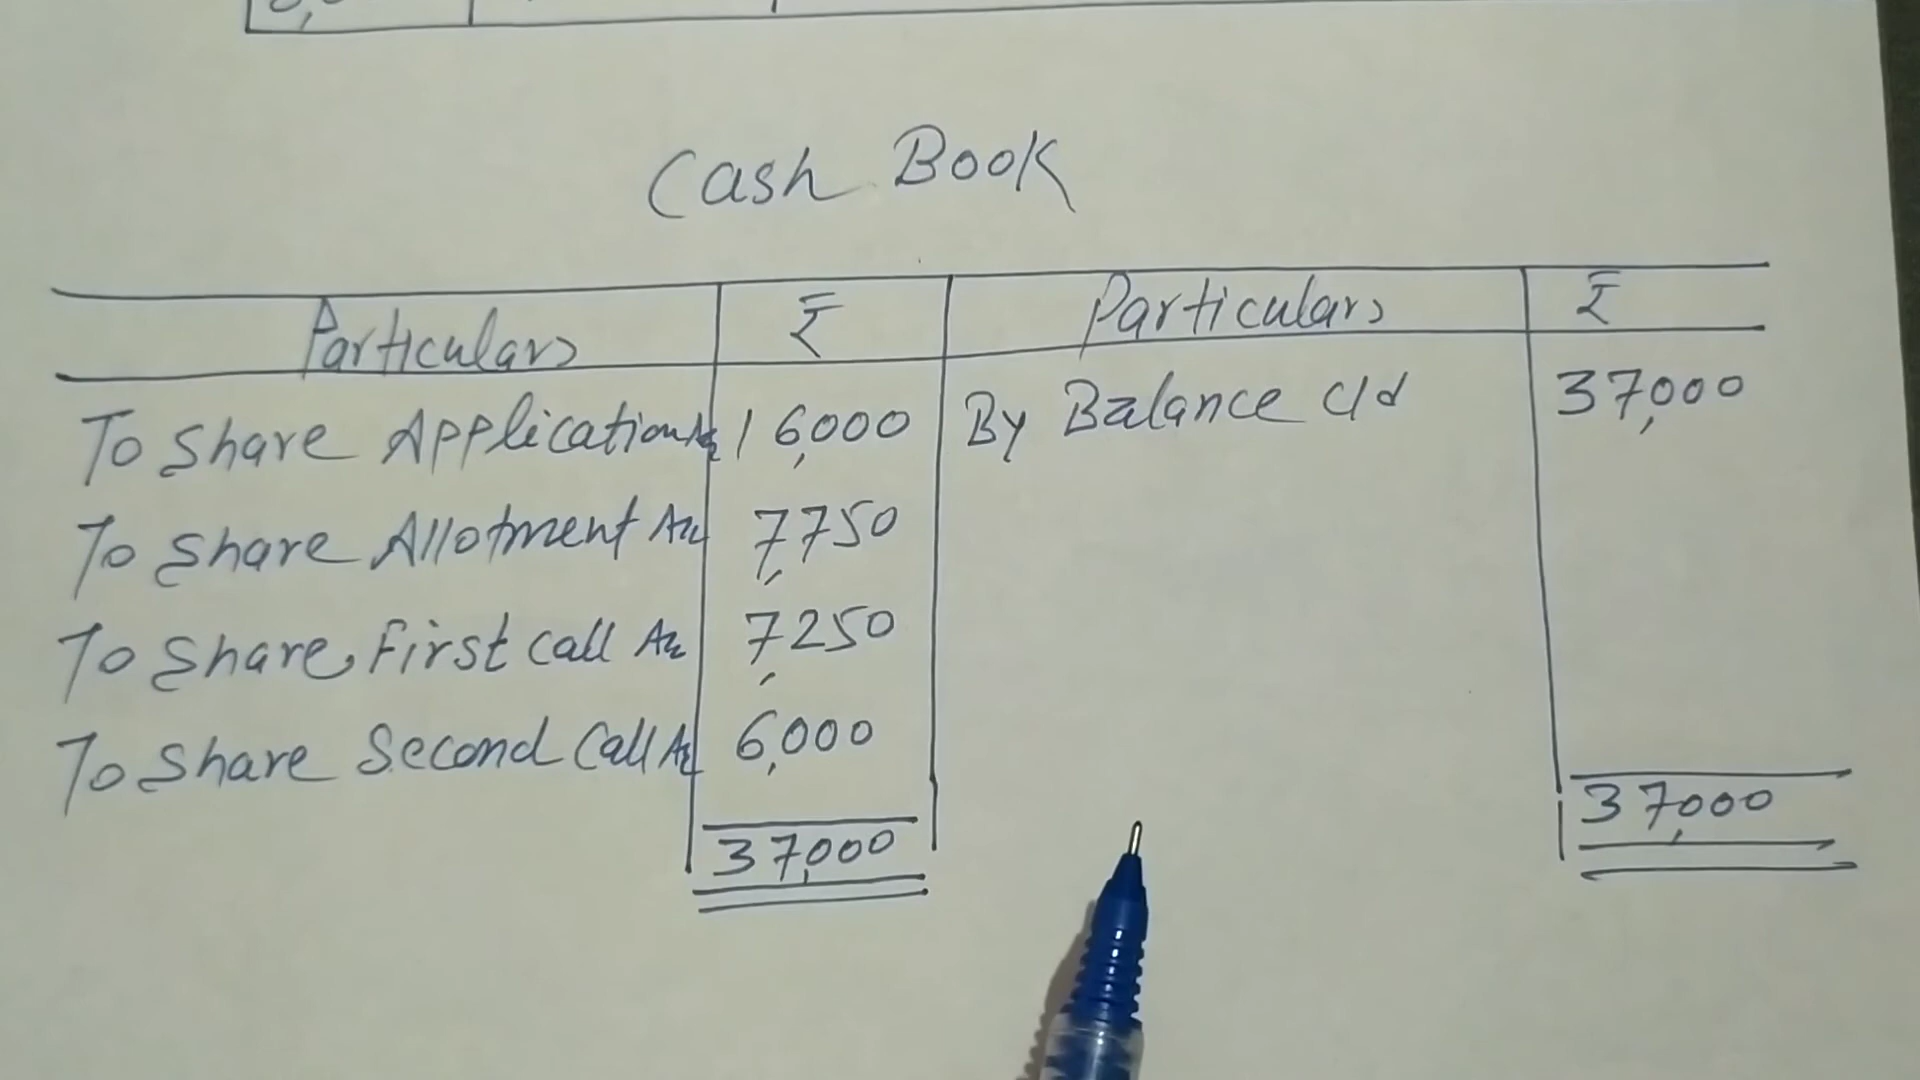 Cash Book
Particulars ₹ Particulars ₹
To Share Application A/c 16,000 By Balance c/d 37,000
To Share Allotment A/c 7,750
To Share First Call A/c 7,250
To Share Second Call A/c 6,000
37,000 37,000